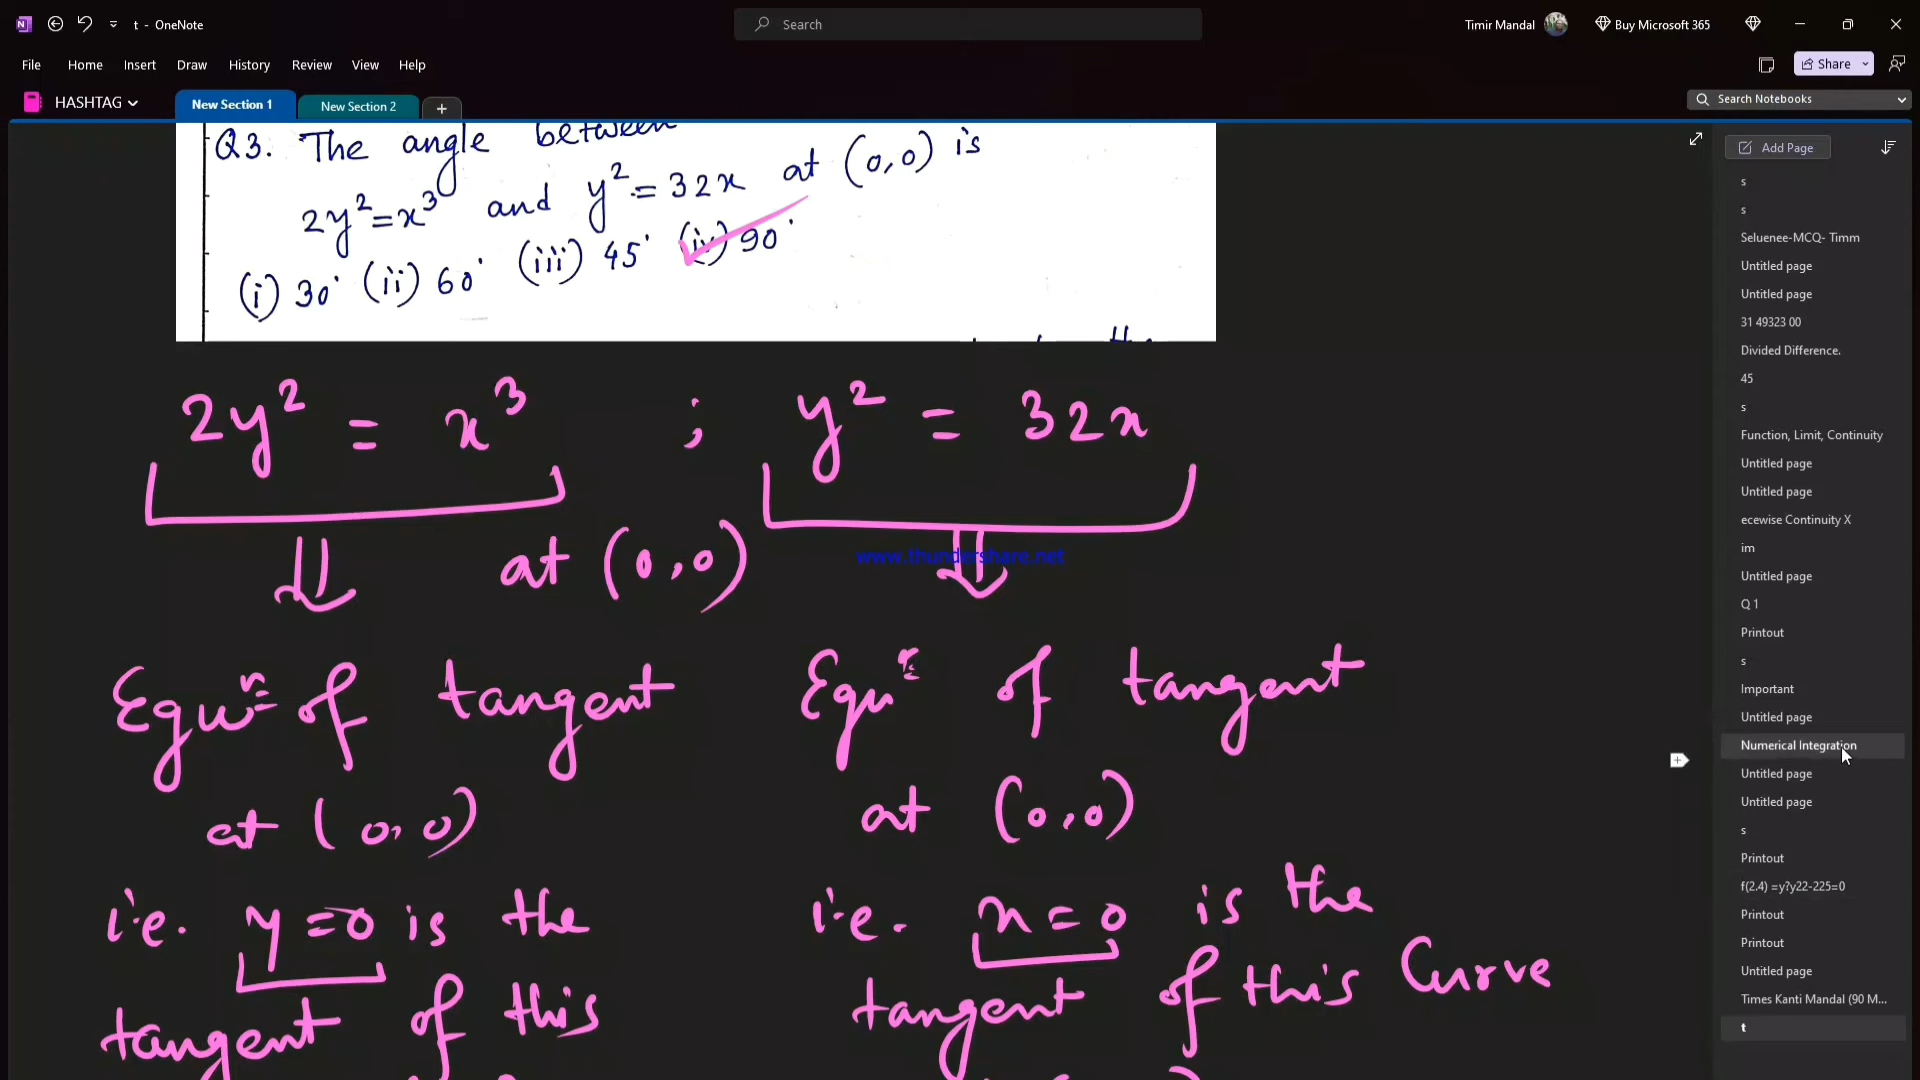 t - OneNote
Search
Timir Mandal
Buy Microsoft 365
File Home Insert Draw History Review View Help
Share
HASHTAG
New Section 1
New Section 2
+
Search Notebooks
Add Page
Q3. The angle between
2y²=x³ and y²=32x at (0,0) is
(i) 30° (ii) 60° (iii) 45° (iv) 90°
2y² = x³ ; y² = 32x
at (0,0)
www.thundershare.net
Equⁿ of tangent
at (0,0)
i.e. y=0 is the
tangent of this
Equⁿ of tangent
at (0,0)
i.e. x=0 is the
tangent of this Curve
s
s
Seluenee-MCQ- Timm
Untitled page
Untitled page
31 49323 00
Divided Difference.
45
s
Function, Limit, Continuity
Untitled page
Untitled page
ecewise Continuity X
im
Untitled page
Q 1
Printout
s
Important
Untitled page
Numerical Integration
Untitled page
Untitled page
s
Printout
f(2.4) =y?y22-225=0
Printout
Printout
Untitled page
Times Kanti Mandal (90 M...
t